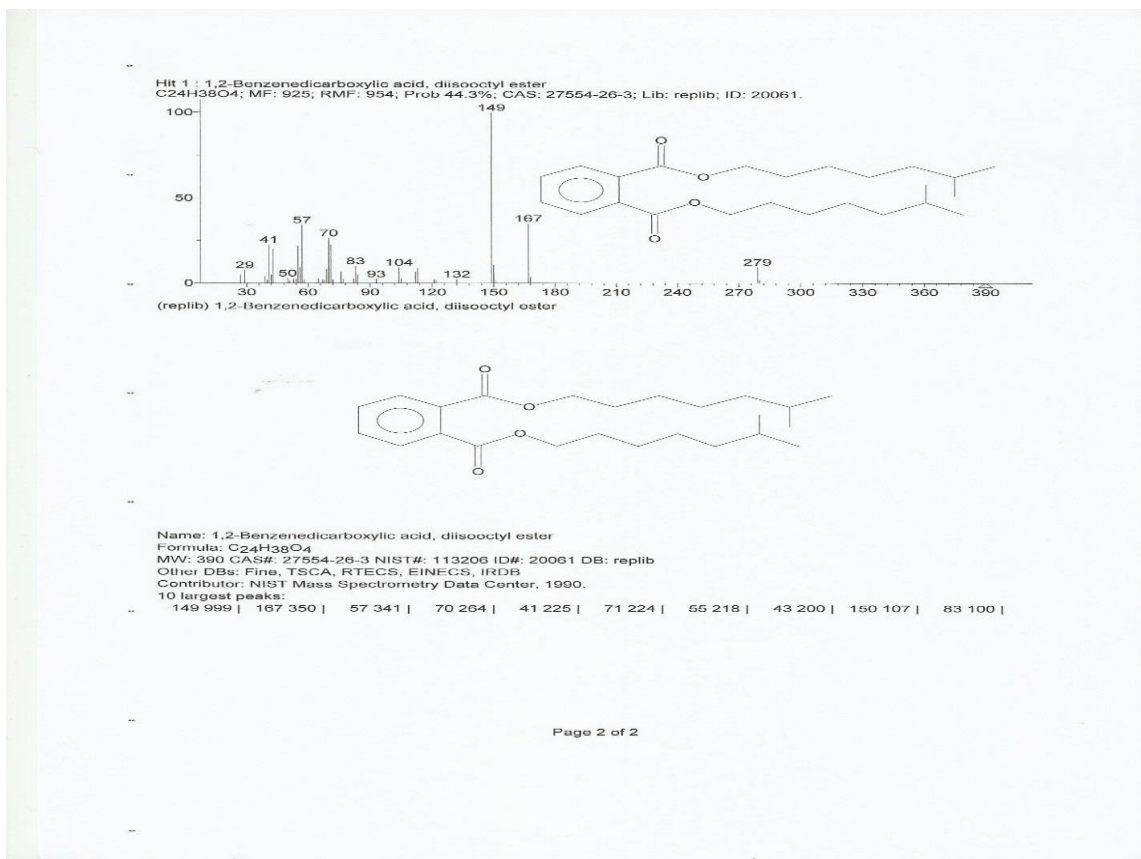 Hit 1 : 1,2-Benzenedicarboxylic acid, diisooctyl ester
C24H38O4; MF: 925; RMF: 954; Prob 44.3%; CAS: 27554-26-3; Lib: replib; ID: 20061.
100
149
50
57
41
70
167
29
50
83
93
104
132
279
O
O
O
O
0
30 60 90 120 150 180 210 240 270 300 330 360 390
(replib) 1,2-Benzenedicarboxylic acid, diisooctyl ester
O
O
O
O
Name: 1,2-Benzenedicarboxylic acid, diisooctyl ester
Formula: C24H38O4
MW: 390 CAS#: 27554-26-3 NIST#: 113206 ID#: 20061 DB: replib
Other DBs: Fine, TSCA, RTECS, EINECS, IRDB
Contributor: NIST Mass Spectrometry Data Center, 1990.
10 largest peaks:
149 999 | 167 350 | 57 341 | 70 264 | 41 225 | 71 224 | 55 218 | 43 200 | 150 107 | 83 100 |
Page 2 of 2